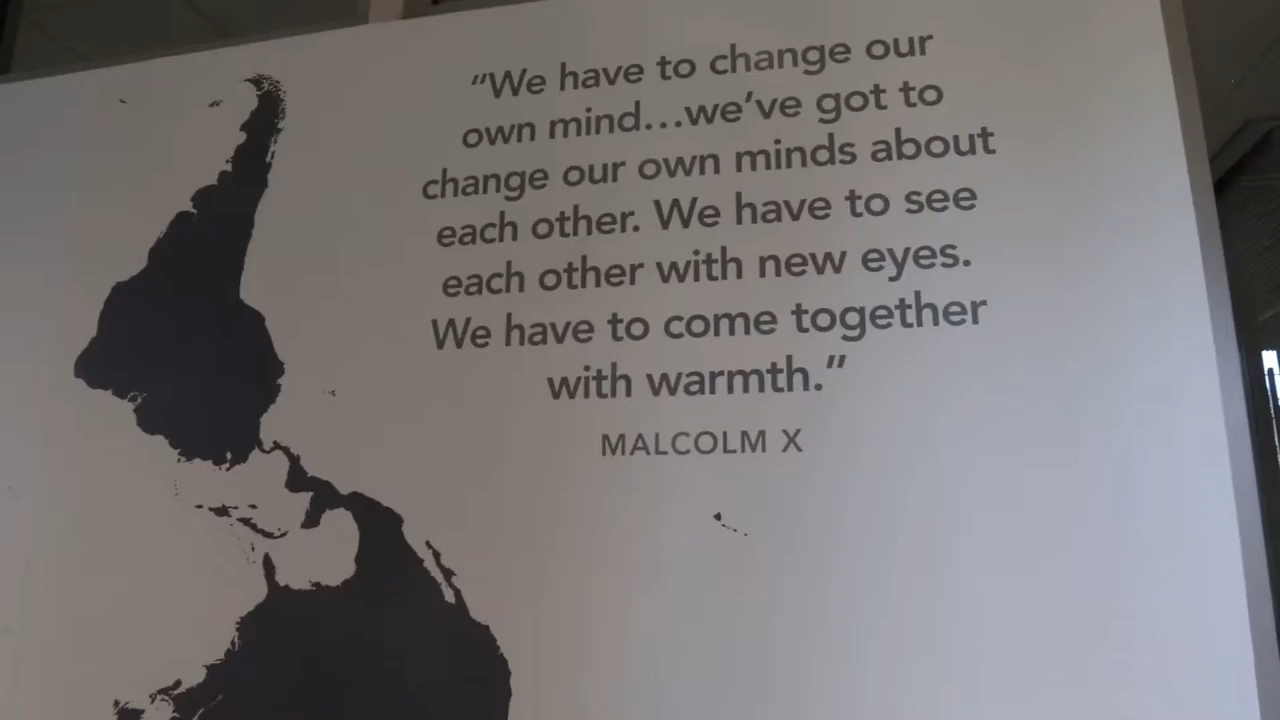 “We have to change our
own mind...we’ve got to
change our own minds about
each other. We have to see
each other with new eyes.
We have to come together
with warmth.”
MALCOLM X